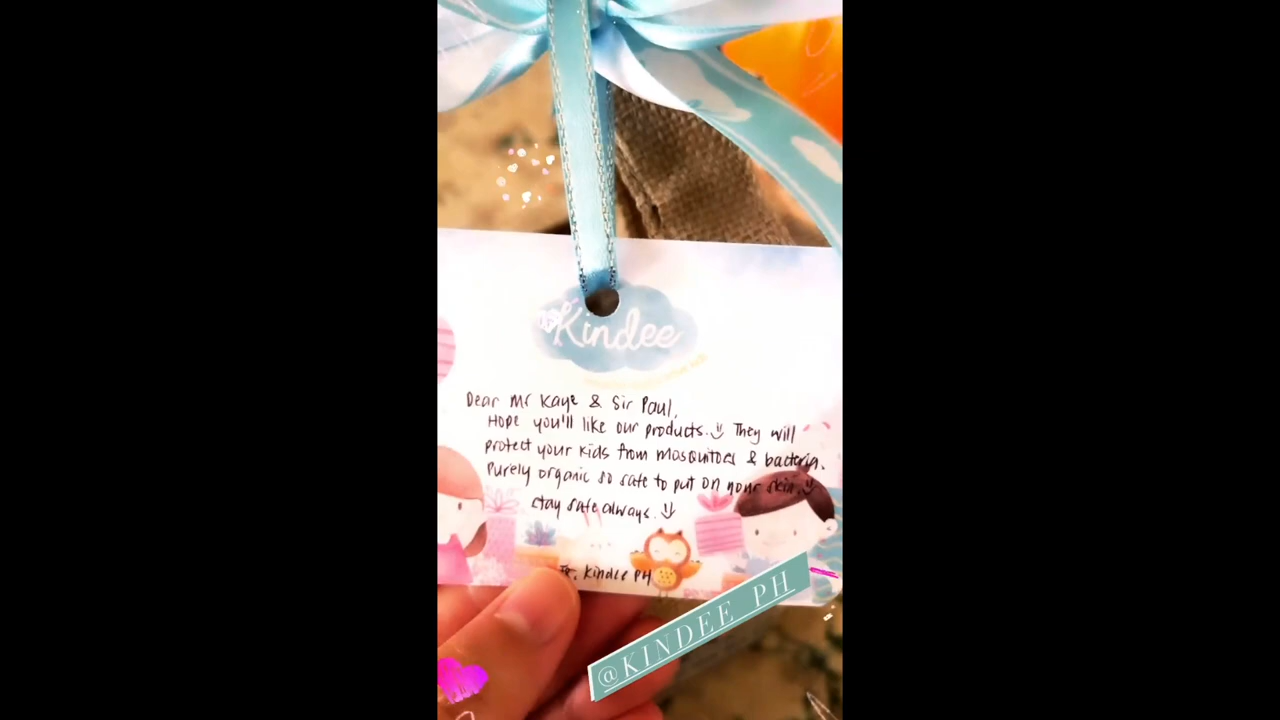 Kindee
Dear Mr Kaye & Sir Paul,
Hope you'll like our products. They will
protect your kids from mosquitoes & bacteria.
Purely organic so safe to put on your skin.
stay safe always.
Fr. Kindee PH
@KINDEE_PH